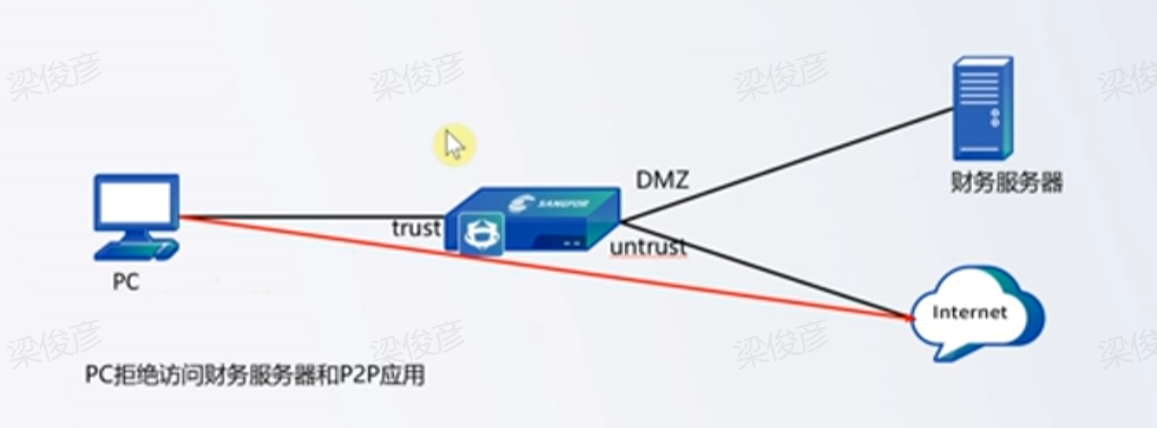 梁俊彦 梁俊彦 梁俊彦 梁俊
DMZ
SANGFOR
财务服务器
trust
untrust
PC
Internet
梁俊彦 梁俊彦 梁俊彦 梁俊
PC拒绝访问财务服务器和P2P应用